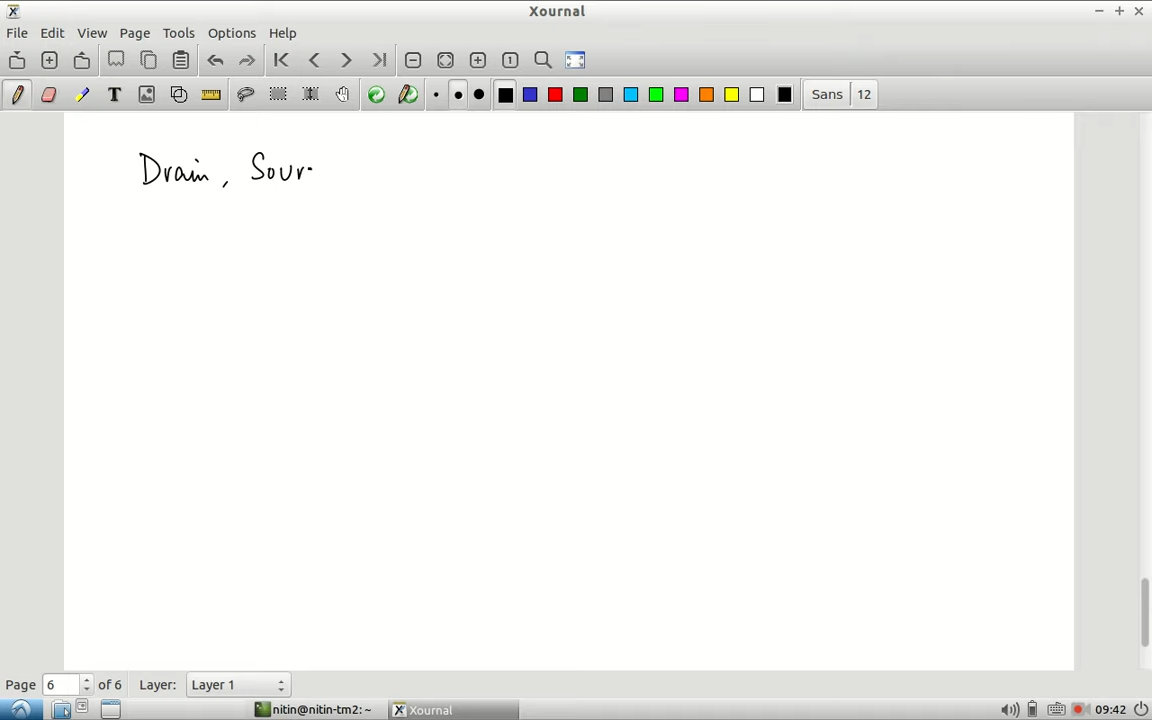 Xournal
File Edit View Page Tools Options Help
Sans 12
Drain, Sour
Page 6 of 6 Layer: Layer 1
nitin@nitin-tm2: ~ Xournal 09:42